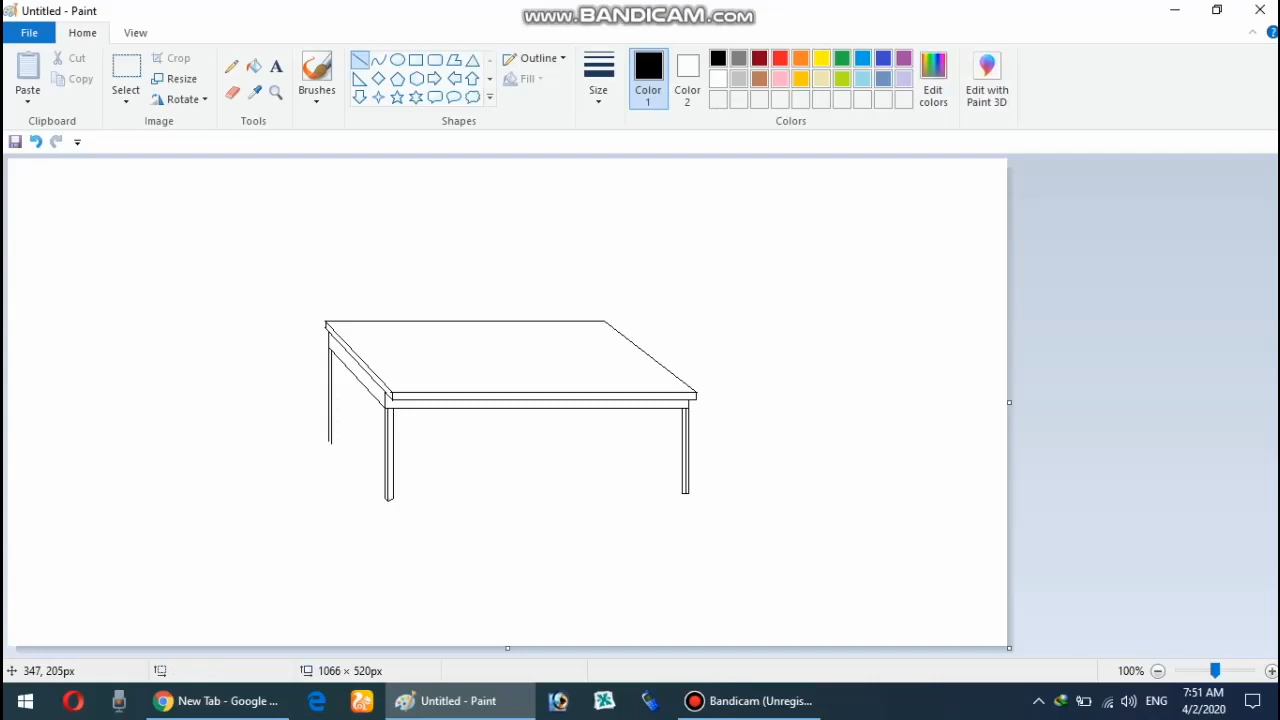 Untitled - Paint
www.BANDICAM.com
File
Home
View
Paste
Cut
Copy
Clipboard
Select
Crop
Resize
Rotate
Image
A
Tools
Brushes
Outline
Fill
Shapes
Size
Color 1
Color 2
Edit colors
Colors
Edit with Paint 3D
347, 205px
1066 × 520px
100%
New Tab - Google ...
Untitled - Paint
Bandicam (Unregis...
ENG
7:51 AM
4/2/2020